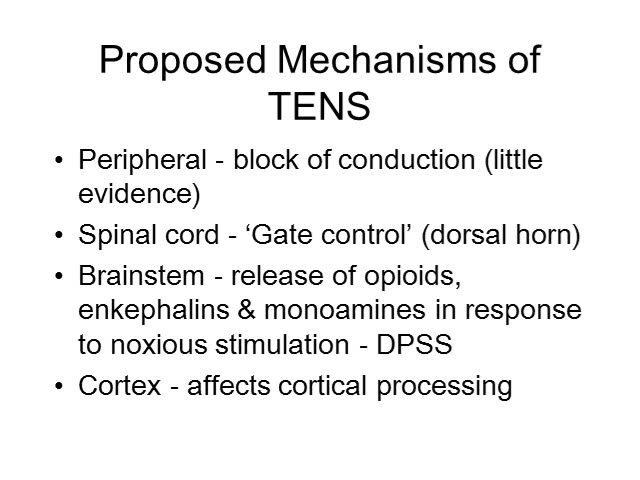 Proposed Mechanisms of
TENS
• Peripheral - block of conduction (little
evidence)
• Spinal cord - ‘Gate control’ (dorsal horn)
• Brainstem - release of opioids,
enkephalins & monoamines in response
to noxious stimulation - DPSS
• Cortex - affects cortical processing